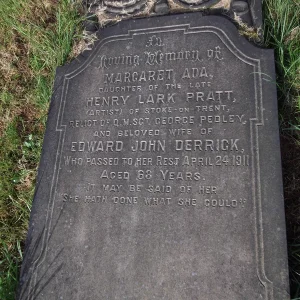 In
Loving Memory of
MARGARET ADA,
DAUGHTER OF THE LATE
HENRY LARK PRATT,
(ARTIST) OF STOKE-ON-TRENT,
RELICT OF Q.M.SGT. GEORGE PEDLEY,
AND BELOVED WIFE OF
EDWARD JOHN DERRICK,
WHO PASSED TO HER REST APRIL 24 1911
AGED 63 YEARS.
IT MAY BE SAID OF HER
SHE HATH DONE WHAT SHE COULD."